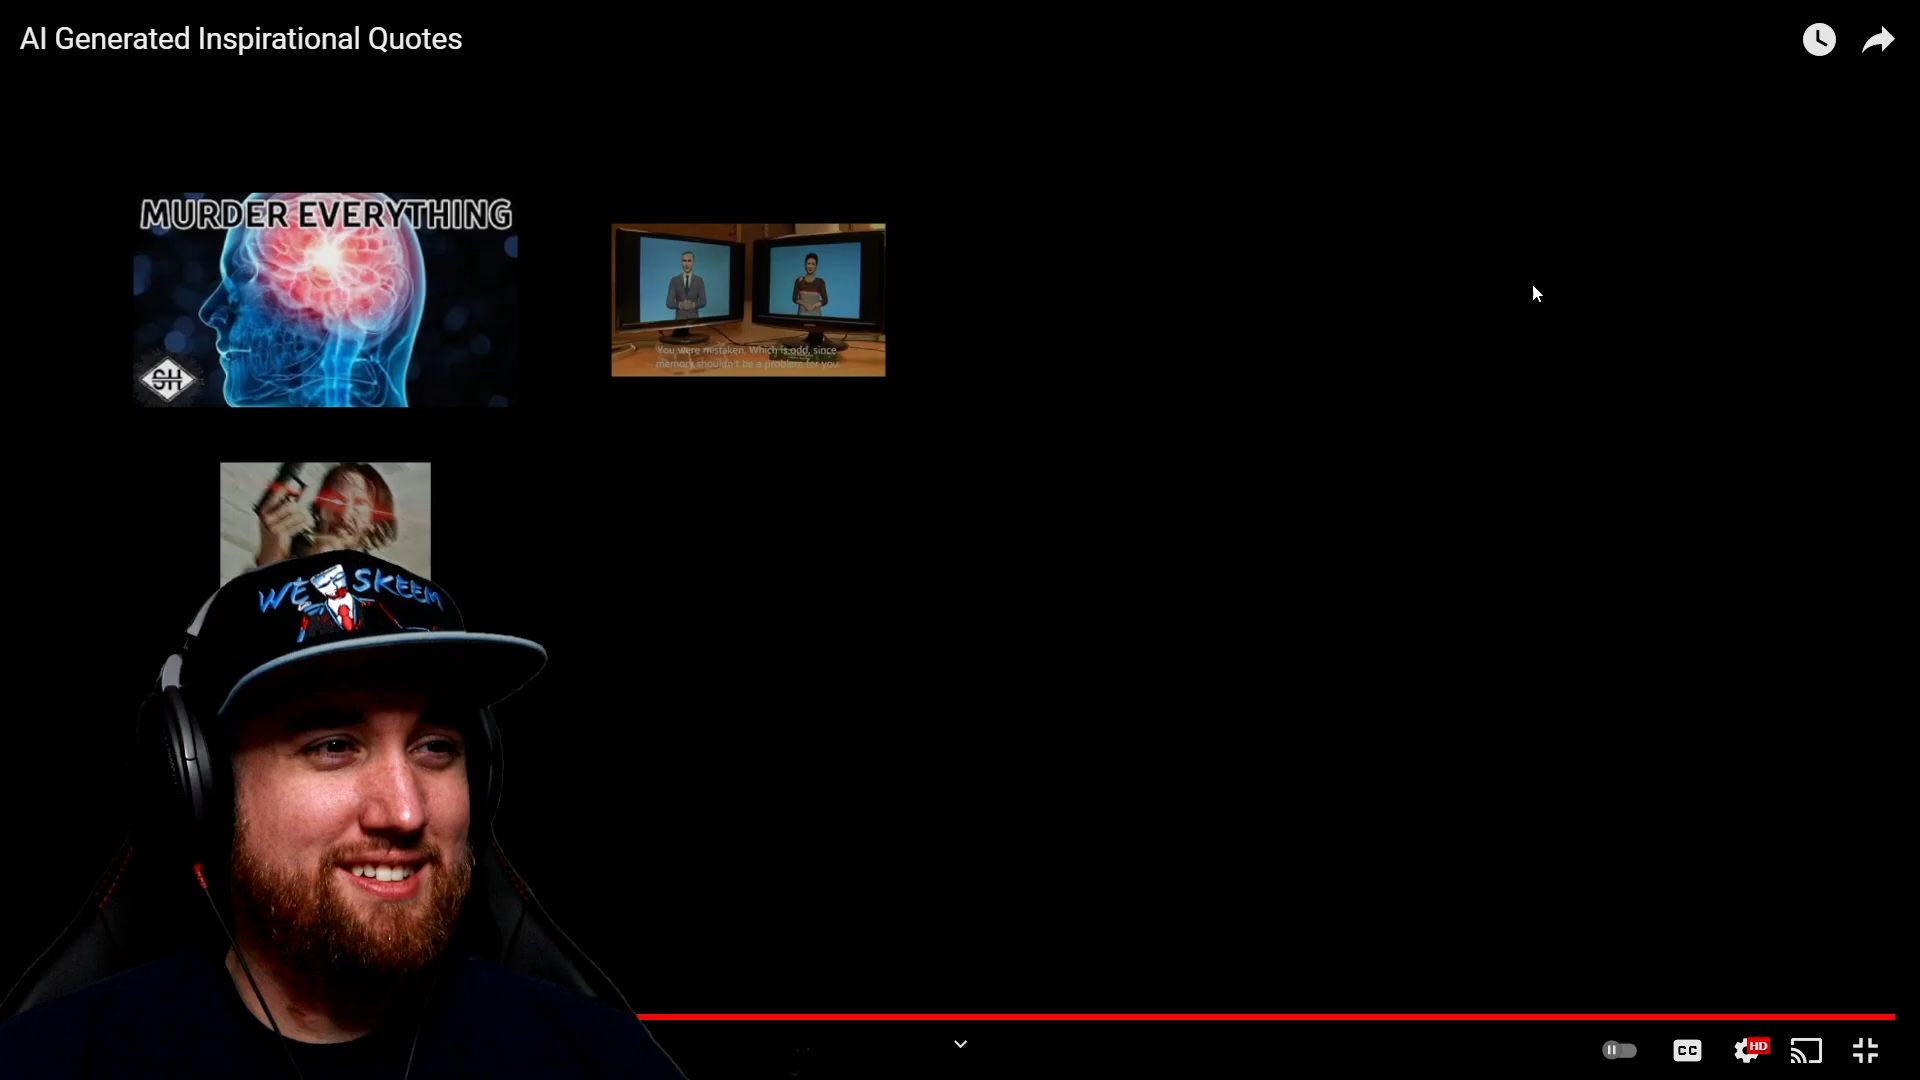 AI Generated Inspirational Quotes
MURDER EVERYTHING
SH
You were mistaken. Which is odd, since
memory shouldn't be a problem for you.
WE SKEEM
CC
HD